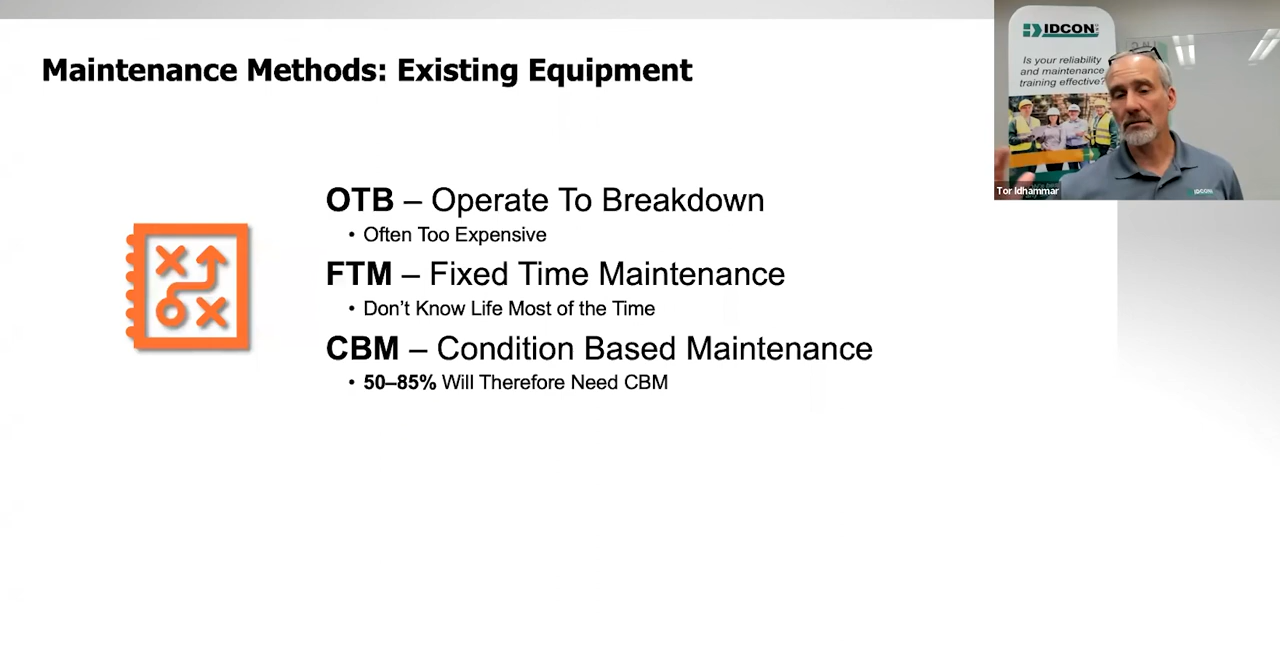 Maintenance Methods: Existing Equipment
OTB – Operate To Breakdown
• Often Too Expensive
FTM – Fixed Time Maintenance
• Don’t Know Life Most of the Time
CBM – Condition Based Maintenance
• 50–85% Will Therefore Need CBM
IDCON
Is your reliability
and maintenance
training effective?
Tor Idhammar
IDCON